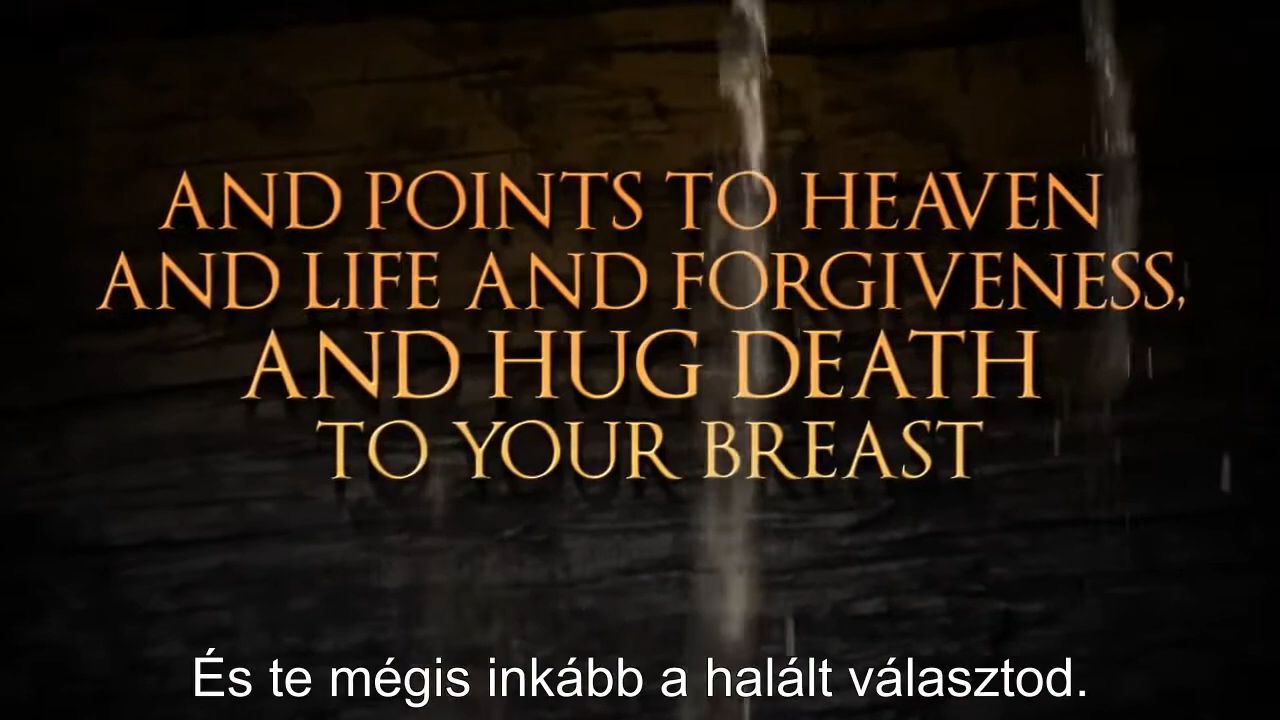 AND POINTS TO HEAVEN
AND LIFE AND FORGIVENESS,
AND HUG DEATH
TO YOUR BREAST
És te mégis inkább a halált választod.